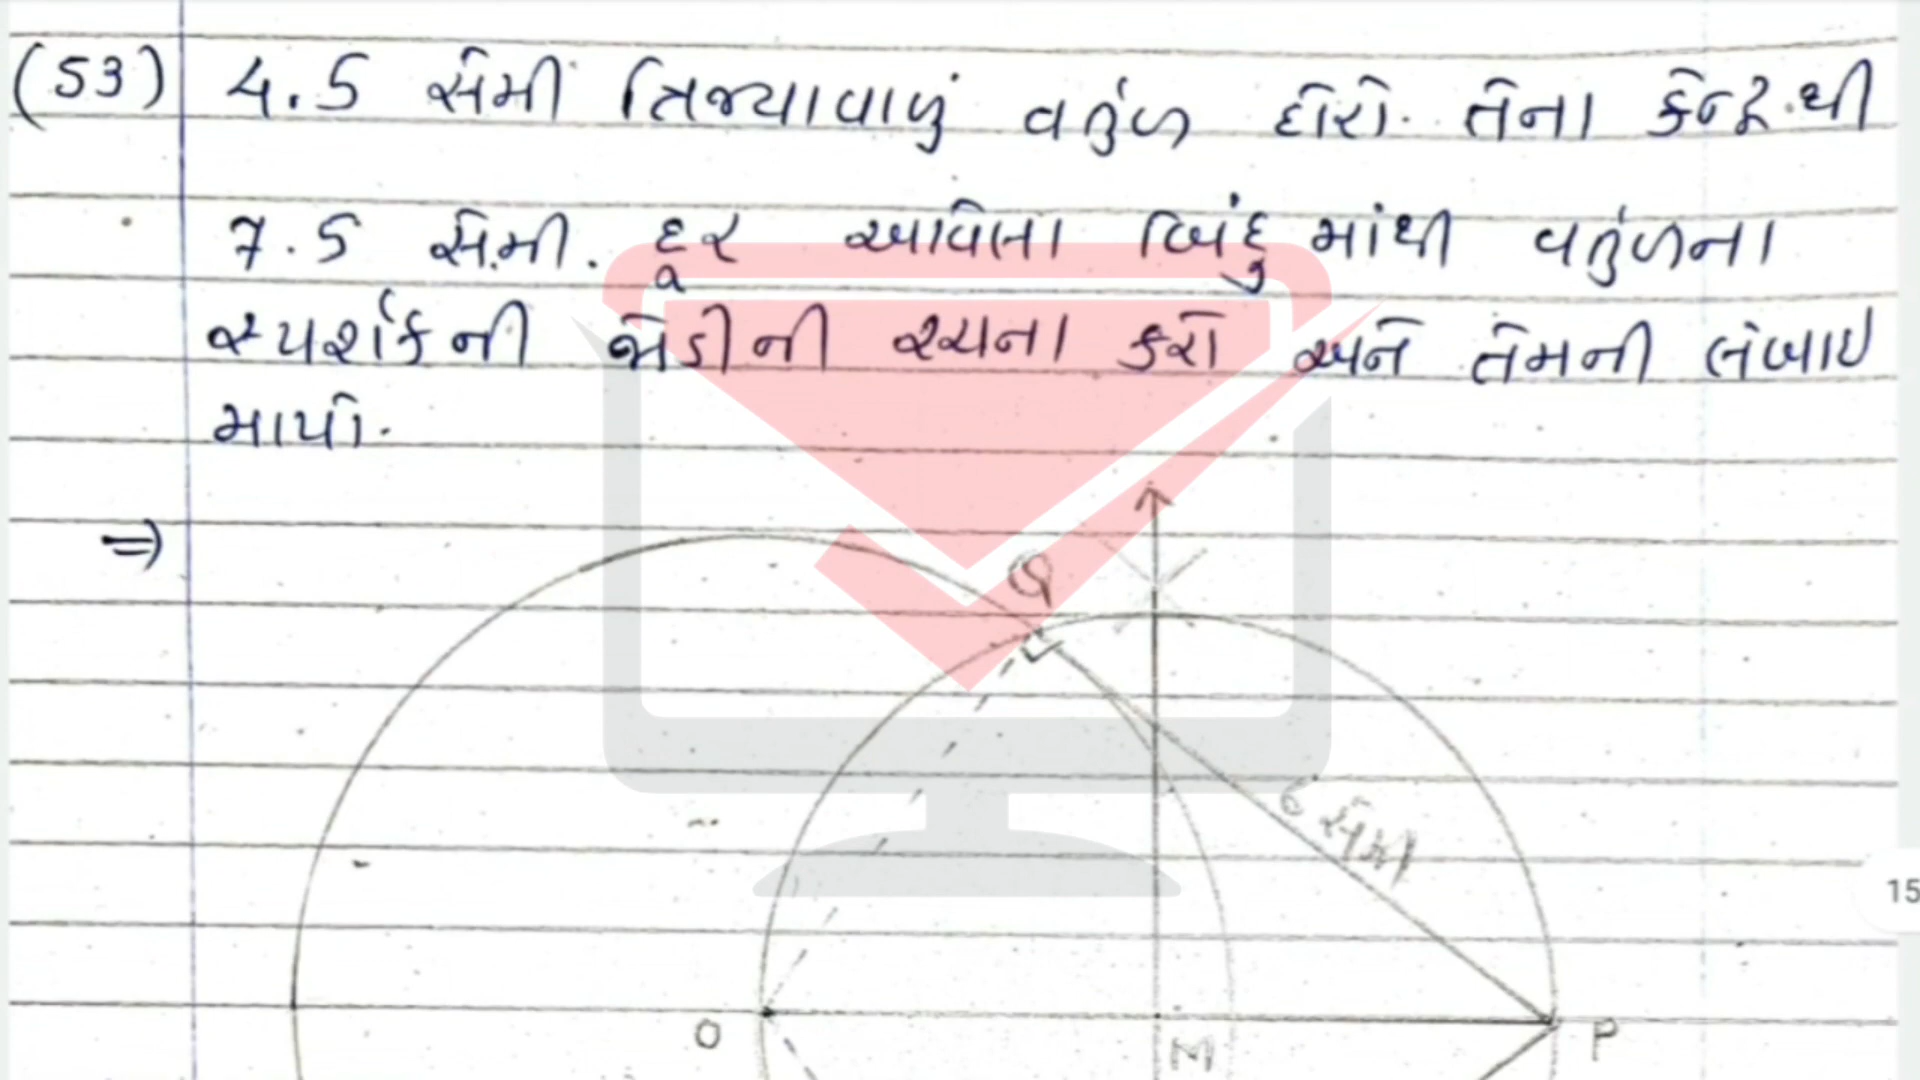 (53) 4.5 સેમી ત્રિજ્યાવાળું વર્તુળ દોરો. તેના કેન્દ્રથી
7.5 સે.મી. દૂર આવેલા બિંદુમાંથી વર્તુળના
સ્પર્શકની જોડીની રચના કરો અને તેમની લંબાઈ
માપો.
⇒
Q
6 સેમી
15
O
M
P